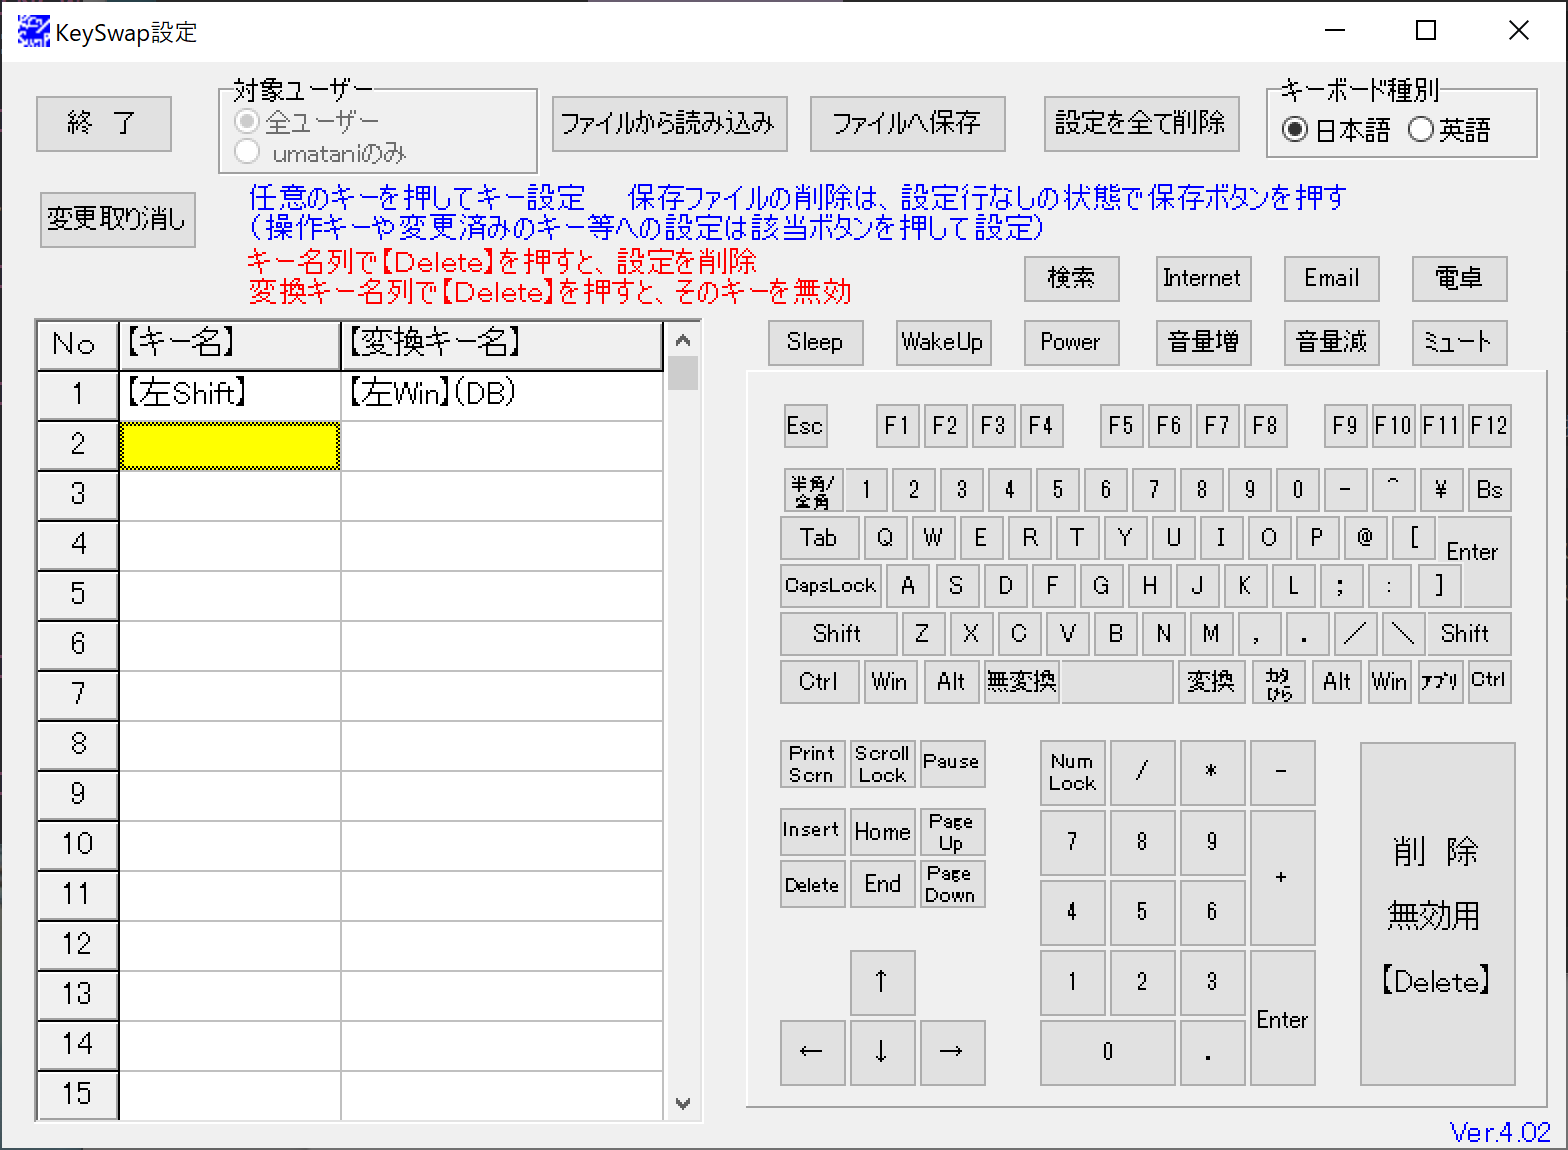 KeySwap設定
終　了
対象ユーザー
全ユーザー
umataniのみ
ファイルから読み込み
ファイルへ保存
設定を全て削除
キーボード種別
日本語 英語
変更取り消し
任意のキーを押してキー設定　保存ファイルの削除は、設定行なしの状態で保存ボタンを押す
（操作キーや変更済みのキー等への設定は該当ボタンを押して設定）
キー名列で【Delete】を押すと、設定を削除
変換キー名列で【Delete】を押すと、そのキーを無効
検索 Internet Email 電卓
Sleep WakeUp Power 音量増 音量減 ミュート
No 【キー名】 【変換キー名】
1 【左Shift】 【左Win】(DB)
2
3
4
5
6
7
8
9
10
11
12
13
14
15
Esc F1 F2 F3 F4 F5 F6 F7 F8 F9 F10 F11 F12
半角/
全角 1 2 3 4 5 6 7 8 9 0 - ^ ¥ Bs
Tab Q W E R T Y U I O P @ [ Enter
CapsLock A S D F G H J K L ; : ]
Shift Z X C V B N M , . ／ ＼ Shift
Ctrl Win Alt 無変換 変換 カタ
ひら Alt Win アプリ Ctrl
Print
Scrn Scroll
Lock Pause
Insert Home Page
Up
Delete End Page
Down
↑
← ↓ →
Num
Lock / * -
7 8 9 +
4 5 6
1 2 3 Enter
0 .
削　除
無効用
【Delete】
Ver.4.02